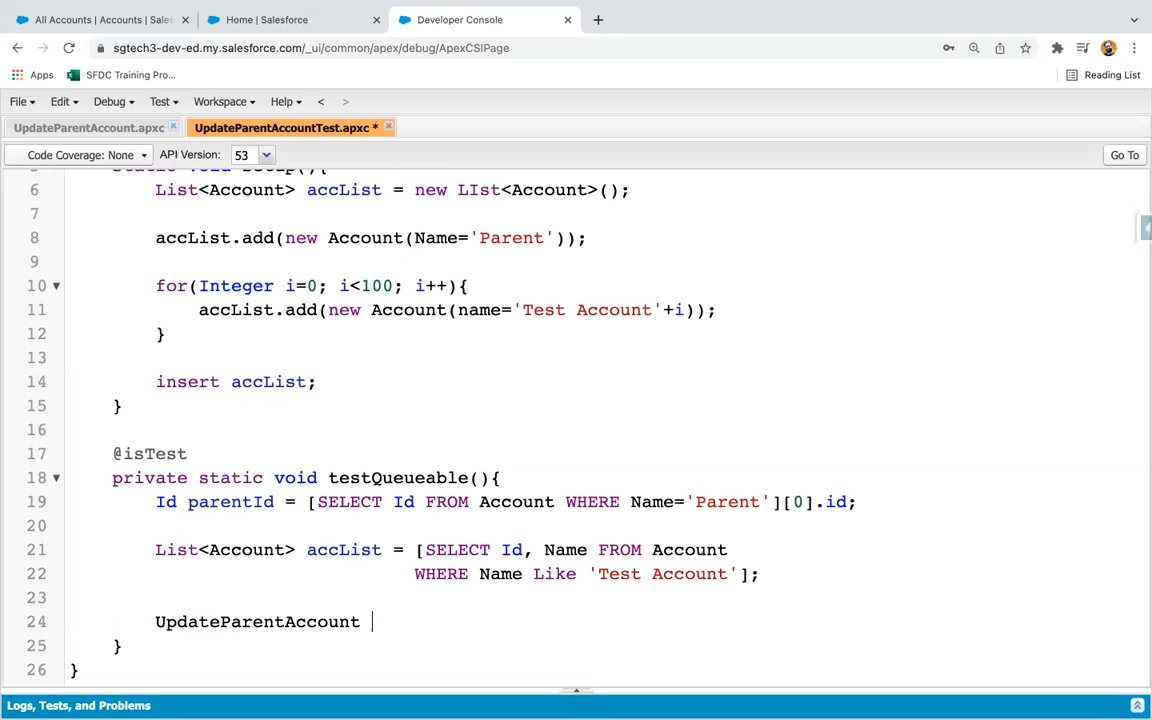 All Accounts | Accounts | Sales
Home | Salesforce
Developer Console
sgtech3-dev-ed.my.salesforce.com/_ui/common/apex/debug/ApexCSIPage
Apps
SFDC Training Pro...
Reading List
File Edit Debug Test Workspace Help < >
UpdateParentAccount.apxc
UpdateParentAccountTest.apxc *
Code Coverage: None API Version: 53 Go To
6 List<Account> accList = new LIst<Account>();
7
8 accList.add(new Account(Name='Parent'));
9
10 for(Integer i=0; i<100; i++){
11 accList.add(new Account(name='Test Account'+i));
12 }
13
14 insert accList;
15 }
16
17 @isTest
18 private static void testQueueable(){
19 Id parentId = [SELECT Id FROM Account WHERE Name='Parent'][0].id;
20
21 List<Account> accList = [SELECT Id, Name FROM Account
22 WHERE Name Like 'Test Account'];
23
24 UpdateParentAccount
25 }
26 }
Logs, Tests, and Problems